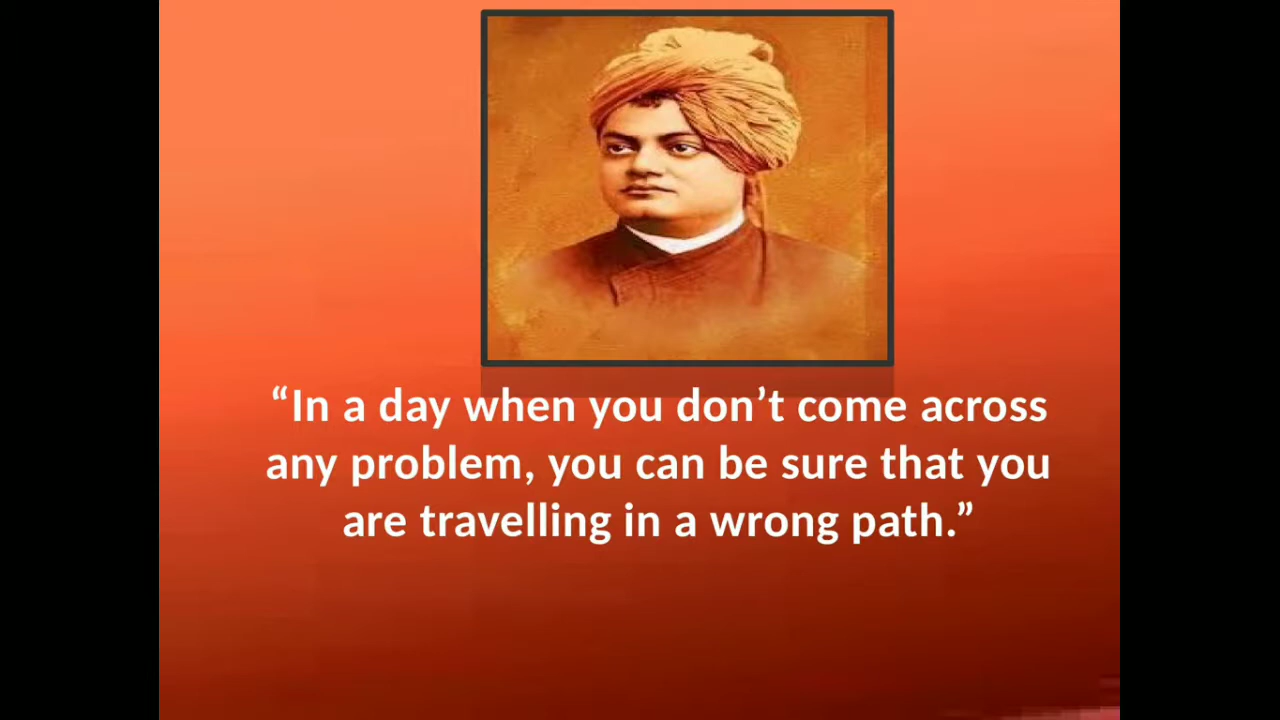 “In a day when you don’t come across
any problem, you can be sure that you
are travelling in a wrong path.”